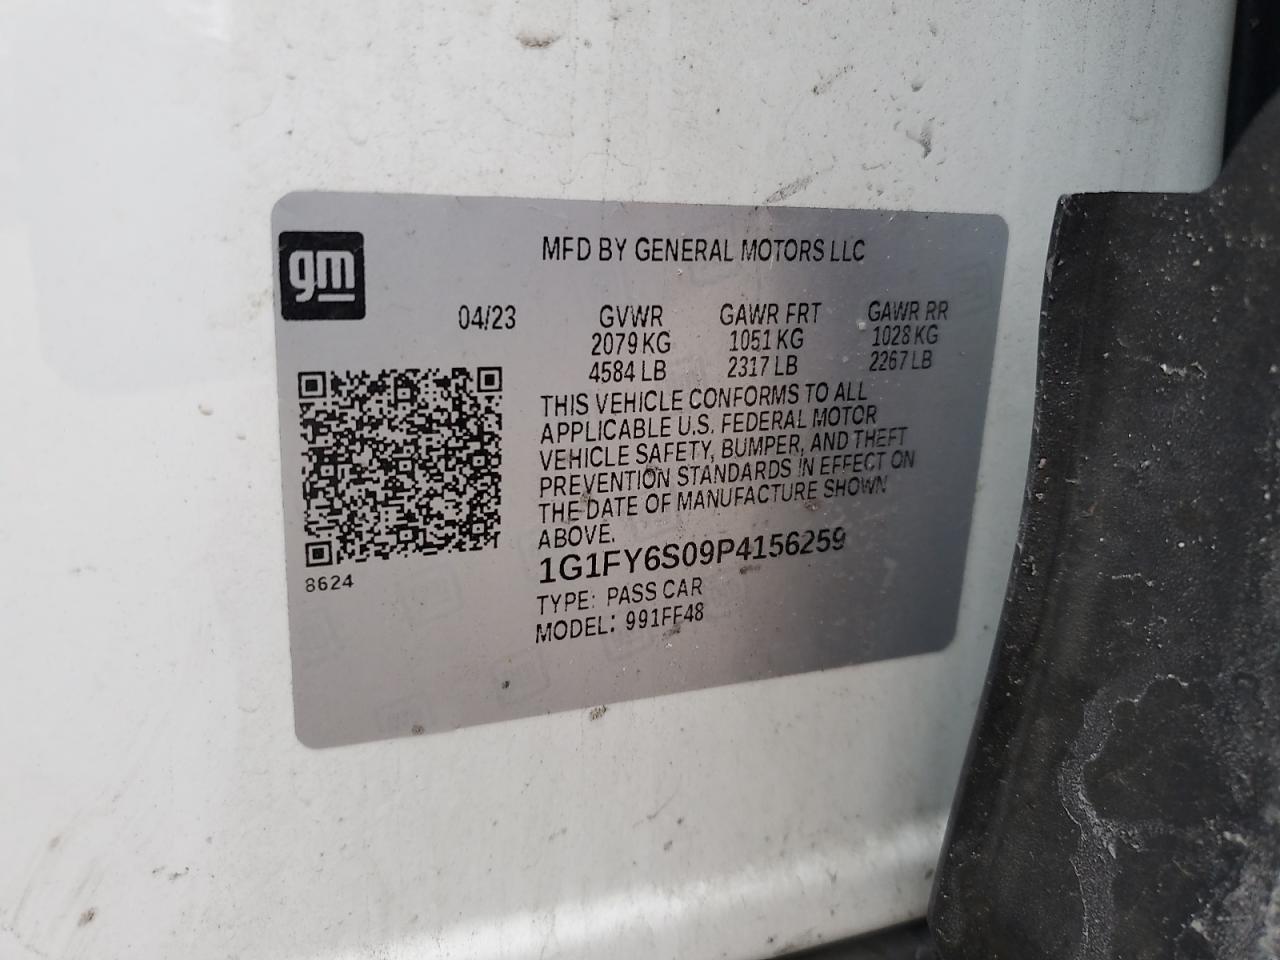 gm
MFD BY GENERAL MOTORS LLC
04/23 GVWR GAWR FRT GAWR RR
2079 KG 1051 KG 1028 KG
4584 LB 2317 LB 2267 LB
THIS VEHICLE CONFORMS TO ALL
APPLICABLE U.S. FEDERAL MOTOR
VEHICLE SAFETY, BUMPER, AND THEFT
PREVENTION STANDARDS IN EFFECT ON
THE DATE OF MANUFACTURE SHOWN
ABOVE.
1G1FY6S09P4156259
TYPE: PASS CAR
MODEL: 991FF48
8624